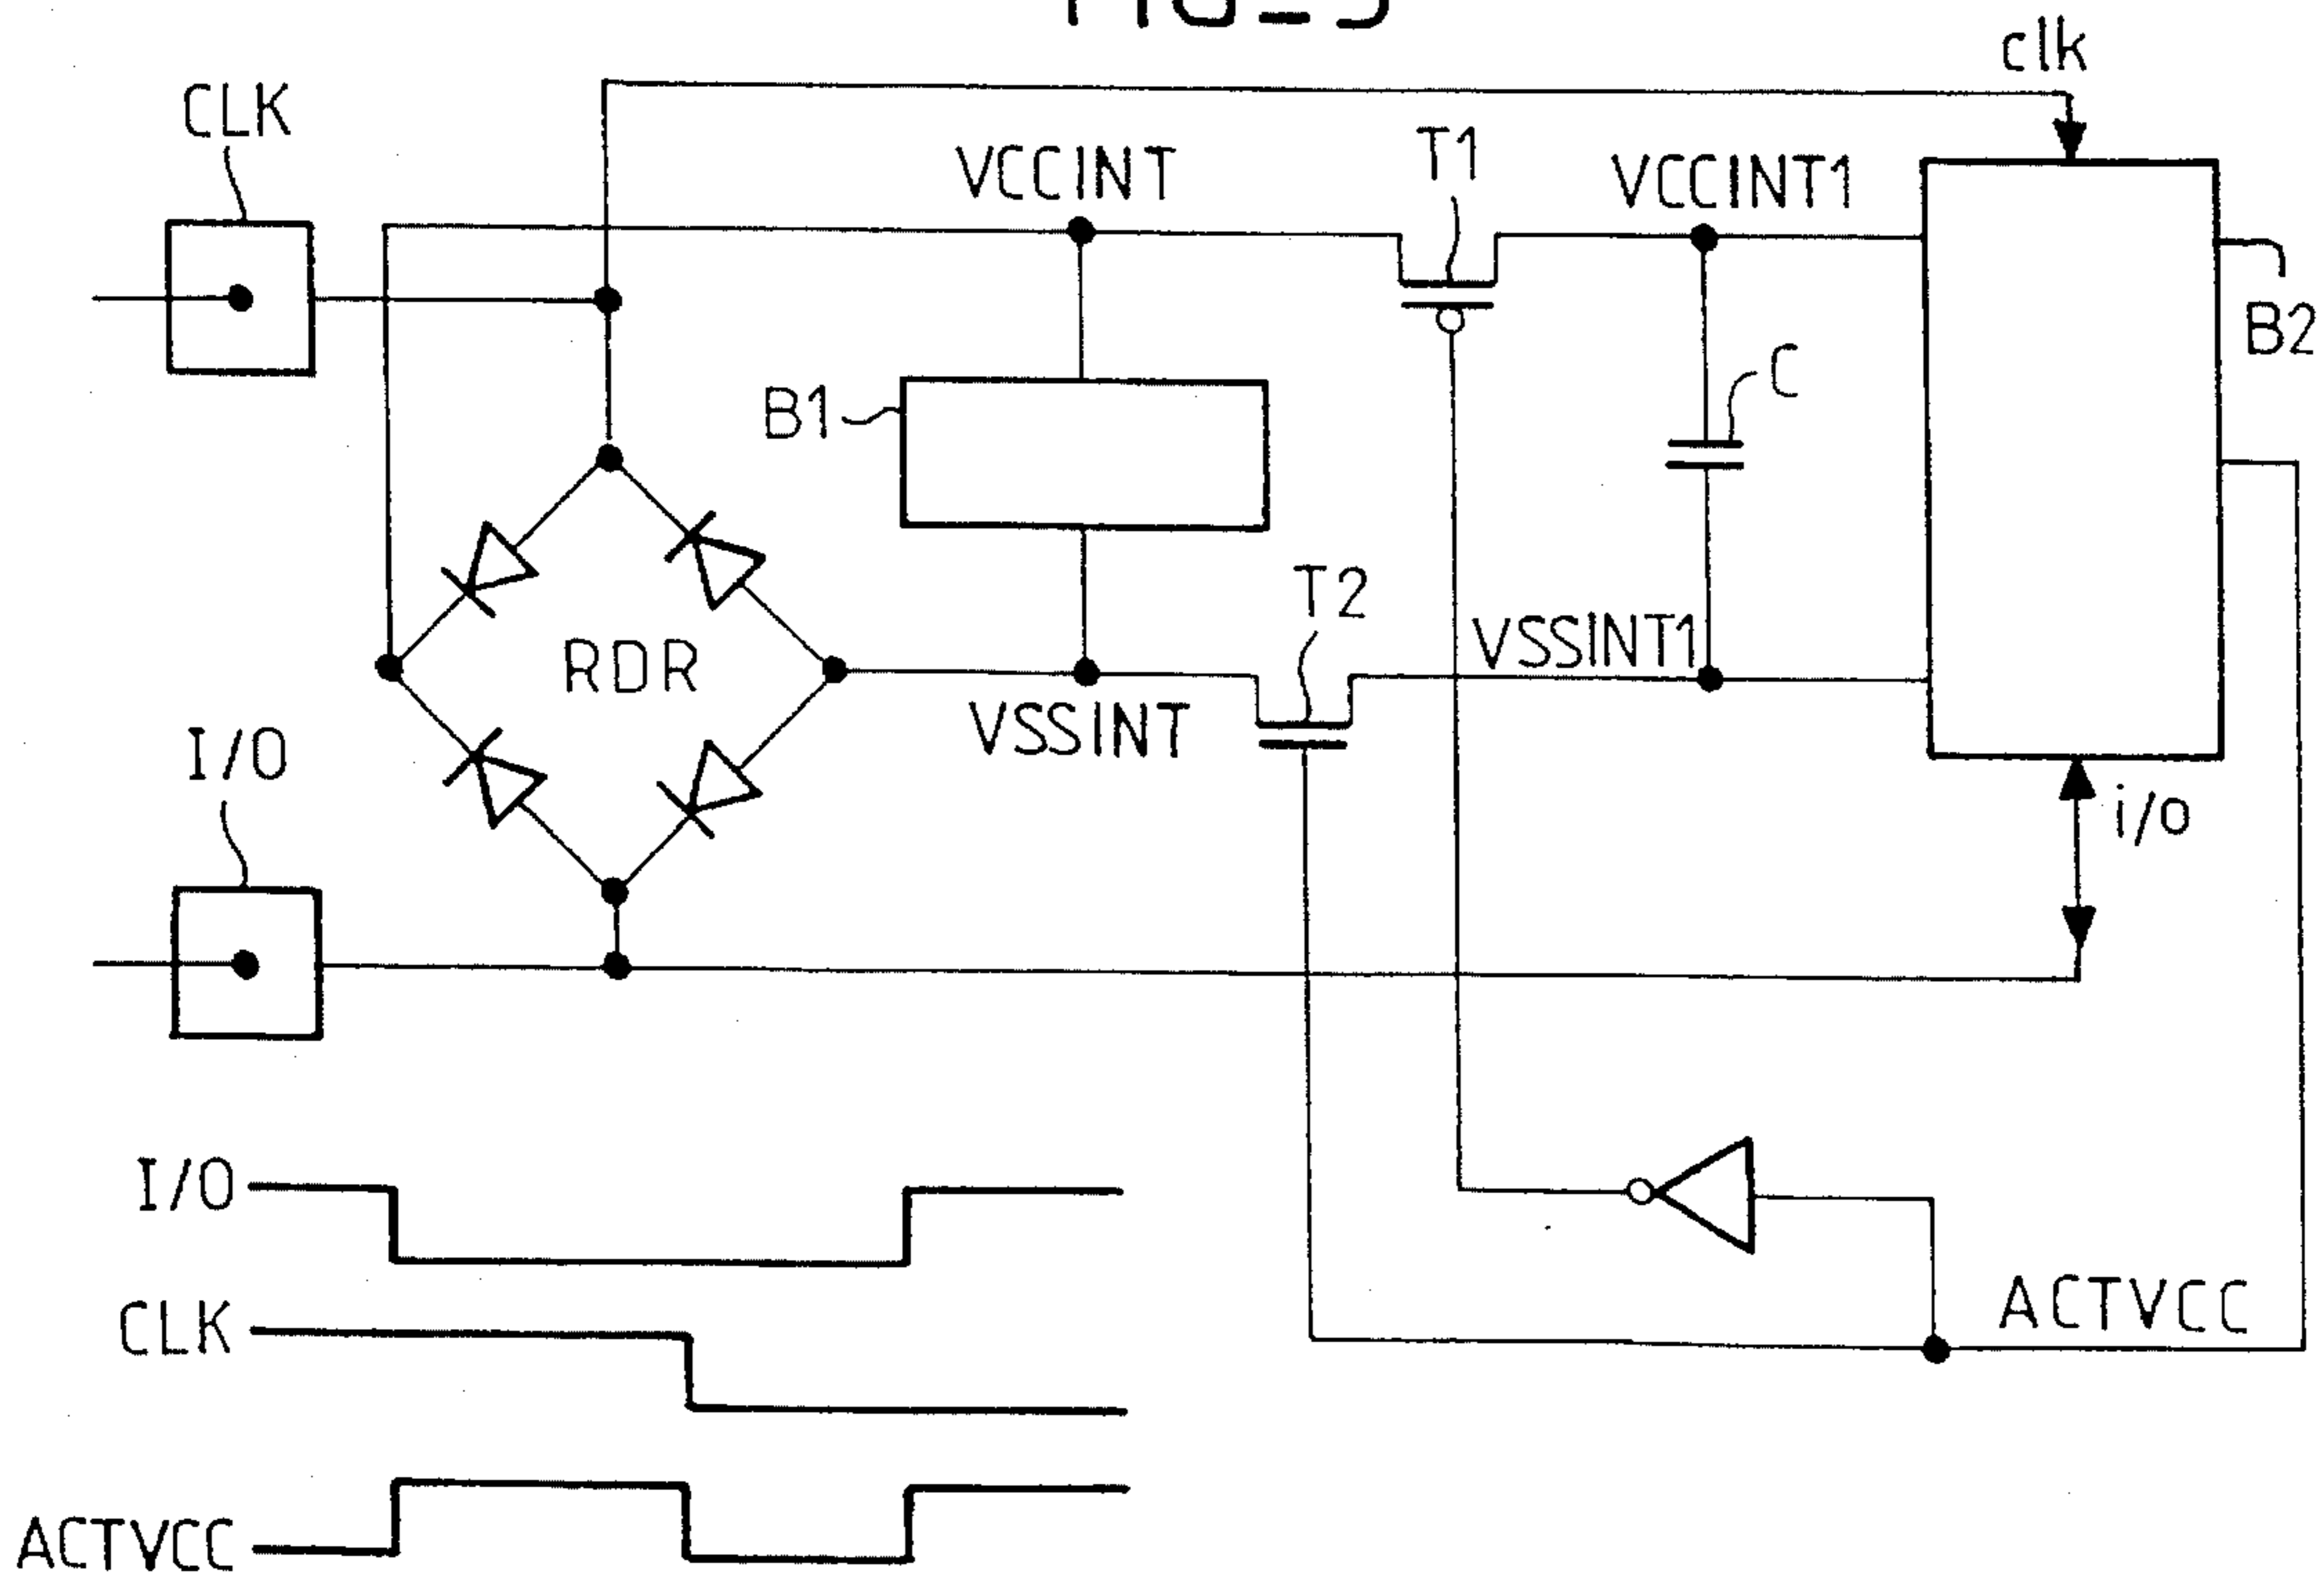 clk
CLK
VCCINT
T1
VCCINT1
B2
B1
C
T2
RDR
VSSINT1
VSSINT
I/O
i/o
I/O
CLK
ACTVCC
ACTVCC